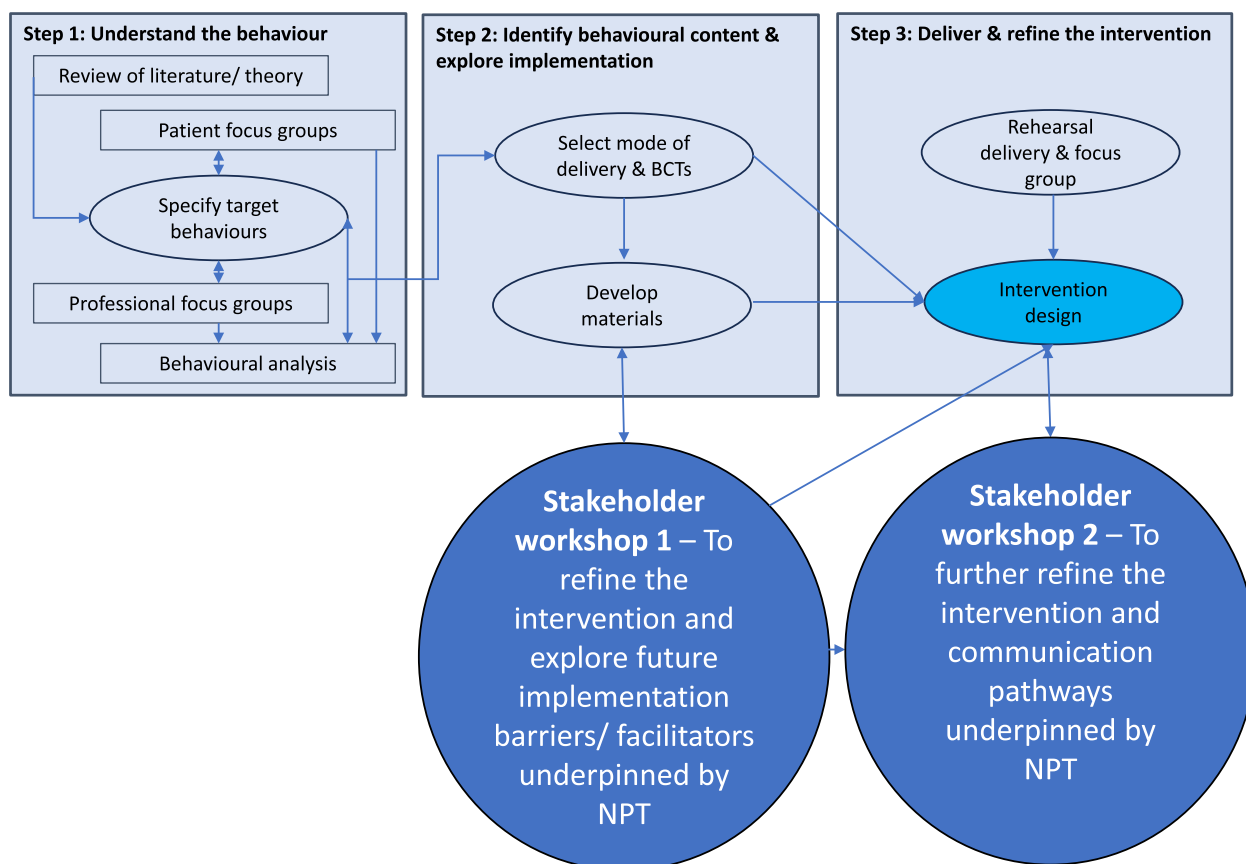 Step 1: Understand the behaviour
Review of literature/ theory
Patient focus groups
Specify target
behaviours
Professional focus groups
Behavioural analysis
Step 2: Identify behavioural content &
explore implementation
Select mode of
delivery & BCTs
Develop
materials
Step 3: Deliver & refine the intervention
Rehearsal
delivery & focus
group
Intervention
design
Stakeholder
workshop 1 – To
refine the
intervention and
explore future
implementation
barriers/ facilitators
underpinned by
NPT
Stakeholder
workshop 2 – To
further refine the
intervention and
communication
pathways
underpinned by
NPT